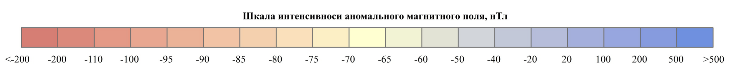 Шкала интенсивноси аномального магнитного поля, нТл
<-200 -200 -110 -100 -95 -90 -85 -80 -75 -70 -65 -60 -50 -40 -20 20 100 200 500 >500